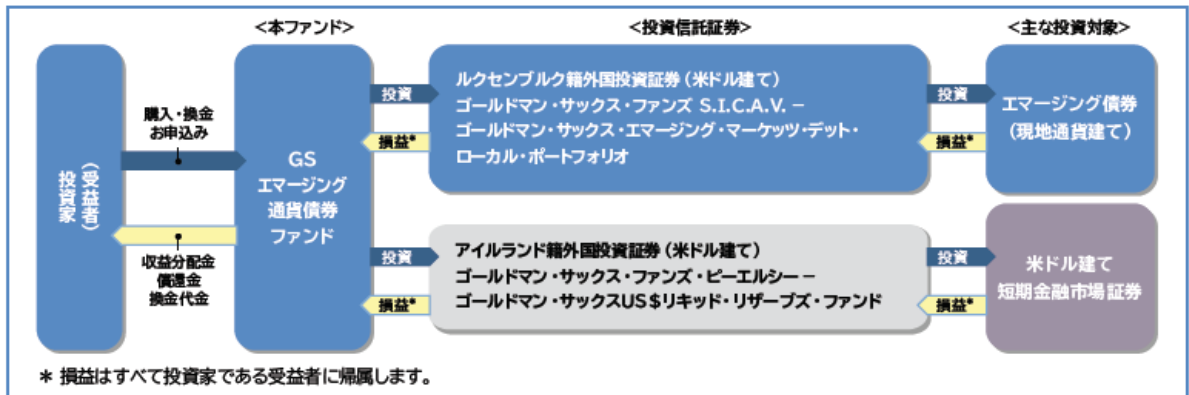 <本ファンド>
<投資信託証券>
<主な投資対象>
投資家
（受益者）
購入・換金
お申込み
収益分配金
償還金
換金代金
GS
エマージング
通貨債券
ファンド
投資
損益*
ルクセンブルク籍外国投資証券（米ドル建て）
ゴールドマン・サックス・ファンズ S.I.C.A.V. －
ゴールドマン・サックス・エマージング・マーケッツ・デット・
ローカル・ポートフォリオ
投資
損益*
エマージング債券
（現地通貨建て）
投資
損益*
アイルランド籍外国投資証券（米ドル建て）
ゴールドマン・サックス・ファンズ・ピーエルシー －
ゴールドマン・サックスUS$リキッド・リザーブズ・ファンド
投資
損益*
米ドル建て
短期金融市場証券
* 損益はすべて投資家である受益者に帰属します。